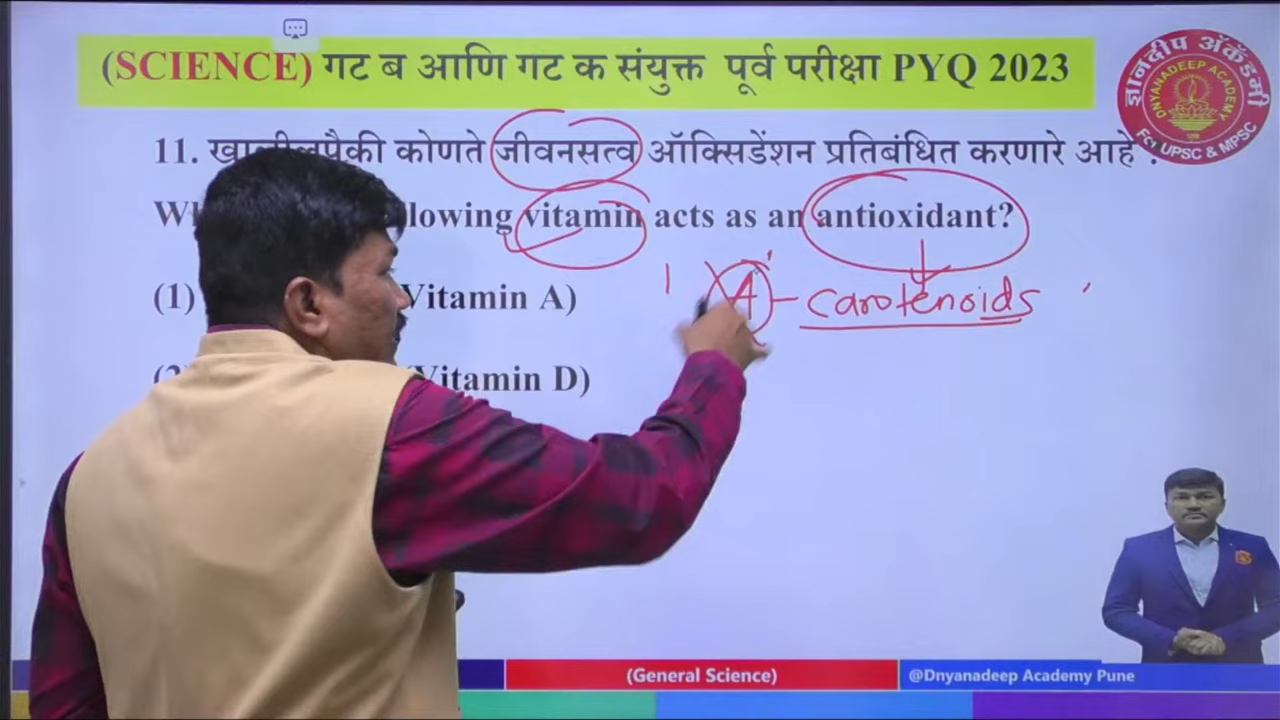 (SCIENCE) गट ब आणि गट क संयुक्त पूर्व परीक्षा PYQ 2023
ज्ञानदीप अ‍ॅकॅडमी
DNYANADEEP ACADEMY
UPSC & MPSC
11. कोणते जीवनसत्व ऑक्सिडेंशन प्रतिबंधित करणारे आहे
vitamin acts as an antioxidant?
(1) Vitamin A)
A - carotenoids
Vitamin D)
(General Science)
@Dnyanadeep Academy Pune